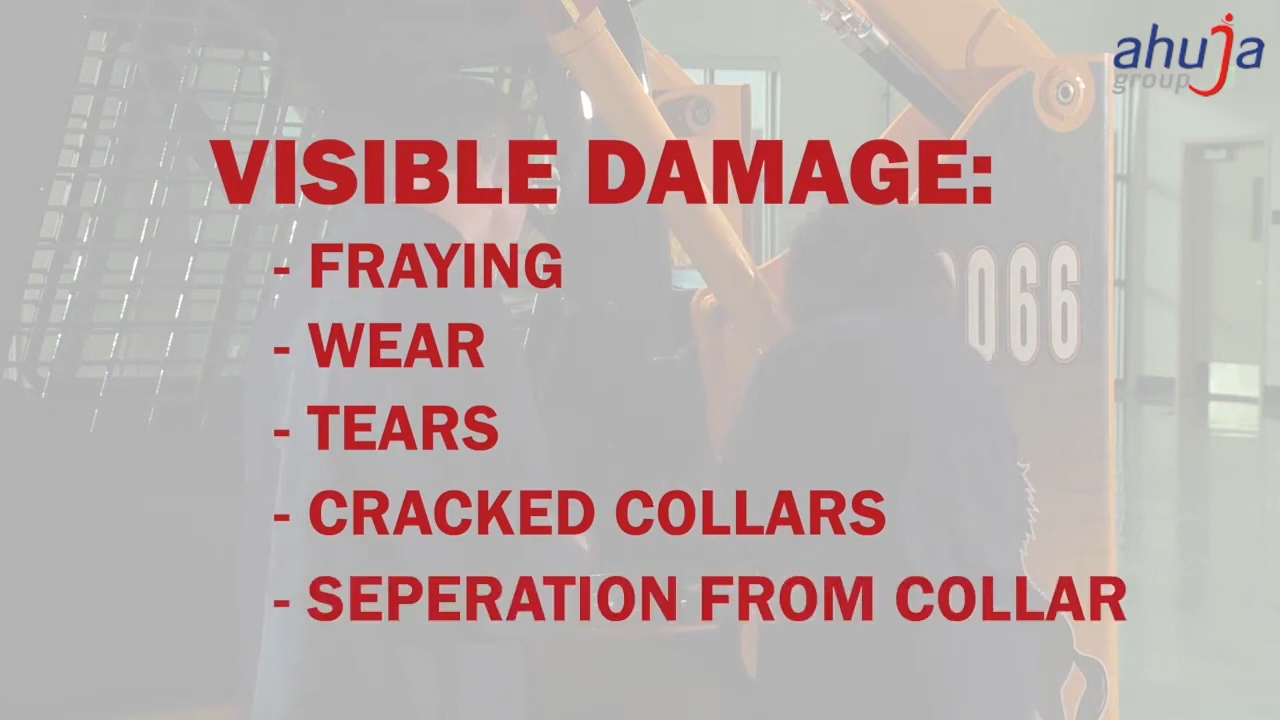 ahuja
group
VISIBLE DAMAGE:
- FRAYING
- WEAR
- TEARS
- CRACKED COLLARS
- SEPERATION FROM COLLAR
066